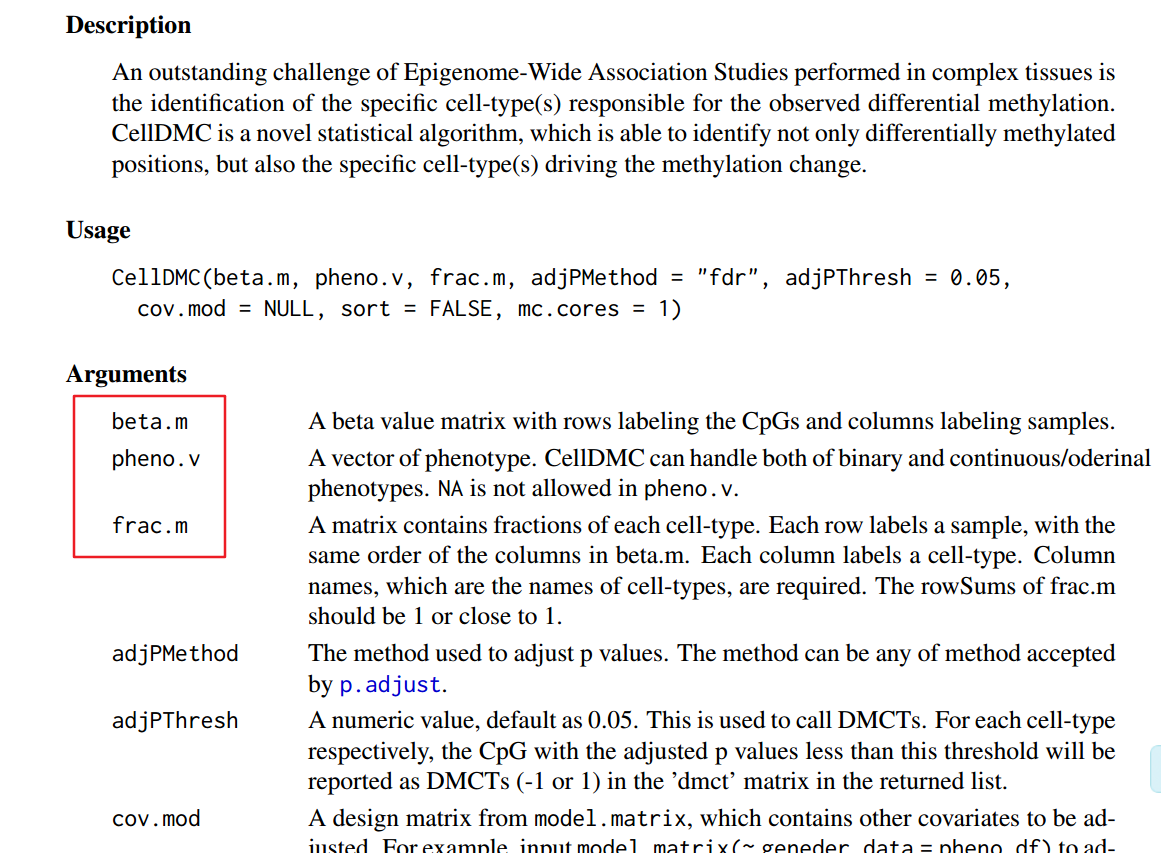 Description
An outstanding challenge of Epigenome-Wide Association Studies performed in complex tissues is
the identification of the specific cell-type(s) responsible for the observed differential methylation.
CellDMC is a novel statistical algorithm, which is able to identify not only differentially methylated
positions, but also the specific cell-type(s) driving the methylation change.
Usage
CellDMC(beta.m, pheno.v, frac.m, adjPMethod = "fdr", adjPThresh = 0.05,
cov.mod = NULL, sort = FALSE, mc.cores = 1)
Arguments
beta.m A beta value matrix with rows labeling the CpGs and columns labeling samples.
pheno.v A vector of phenotype. CellDMC can handle both of binary and continuous/oderinal
phenotypes. NA is not allowed in pheno.v.
frac.m A matrix contains fractions of each cell-type. Each row labels a sample, with the
same order of the columns in beta.m. Each column labels a cell-type. Column
names, which are the names of cell-types, are required. The rowSums of frac.m
should be 1 or close to 1.
adjPMethod The method used to adjust p values. The method can be any of method accepted
by p.adjust.
adjPThresh A numeric value, default as 0.05. This is used to call DMCTs. For each cell-type
respectively, the CpG with the adjusted p values less than this threshold will be
reported as DMCTs (-1 or 1) in the ’dmct’ matrix in the returned list.
cov.mod A design matrix from model.matrix, which contains other covariates to be ad-
justed. For example, input model.matrix(~ geneder, data = pheno.df) to ad-